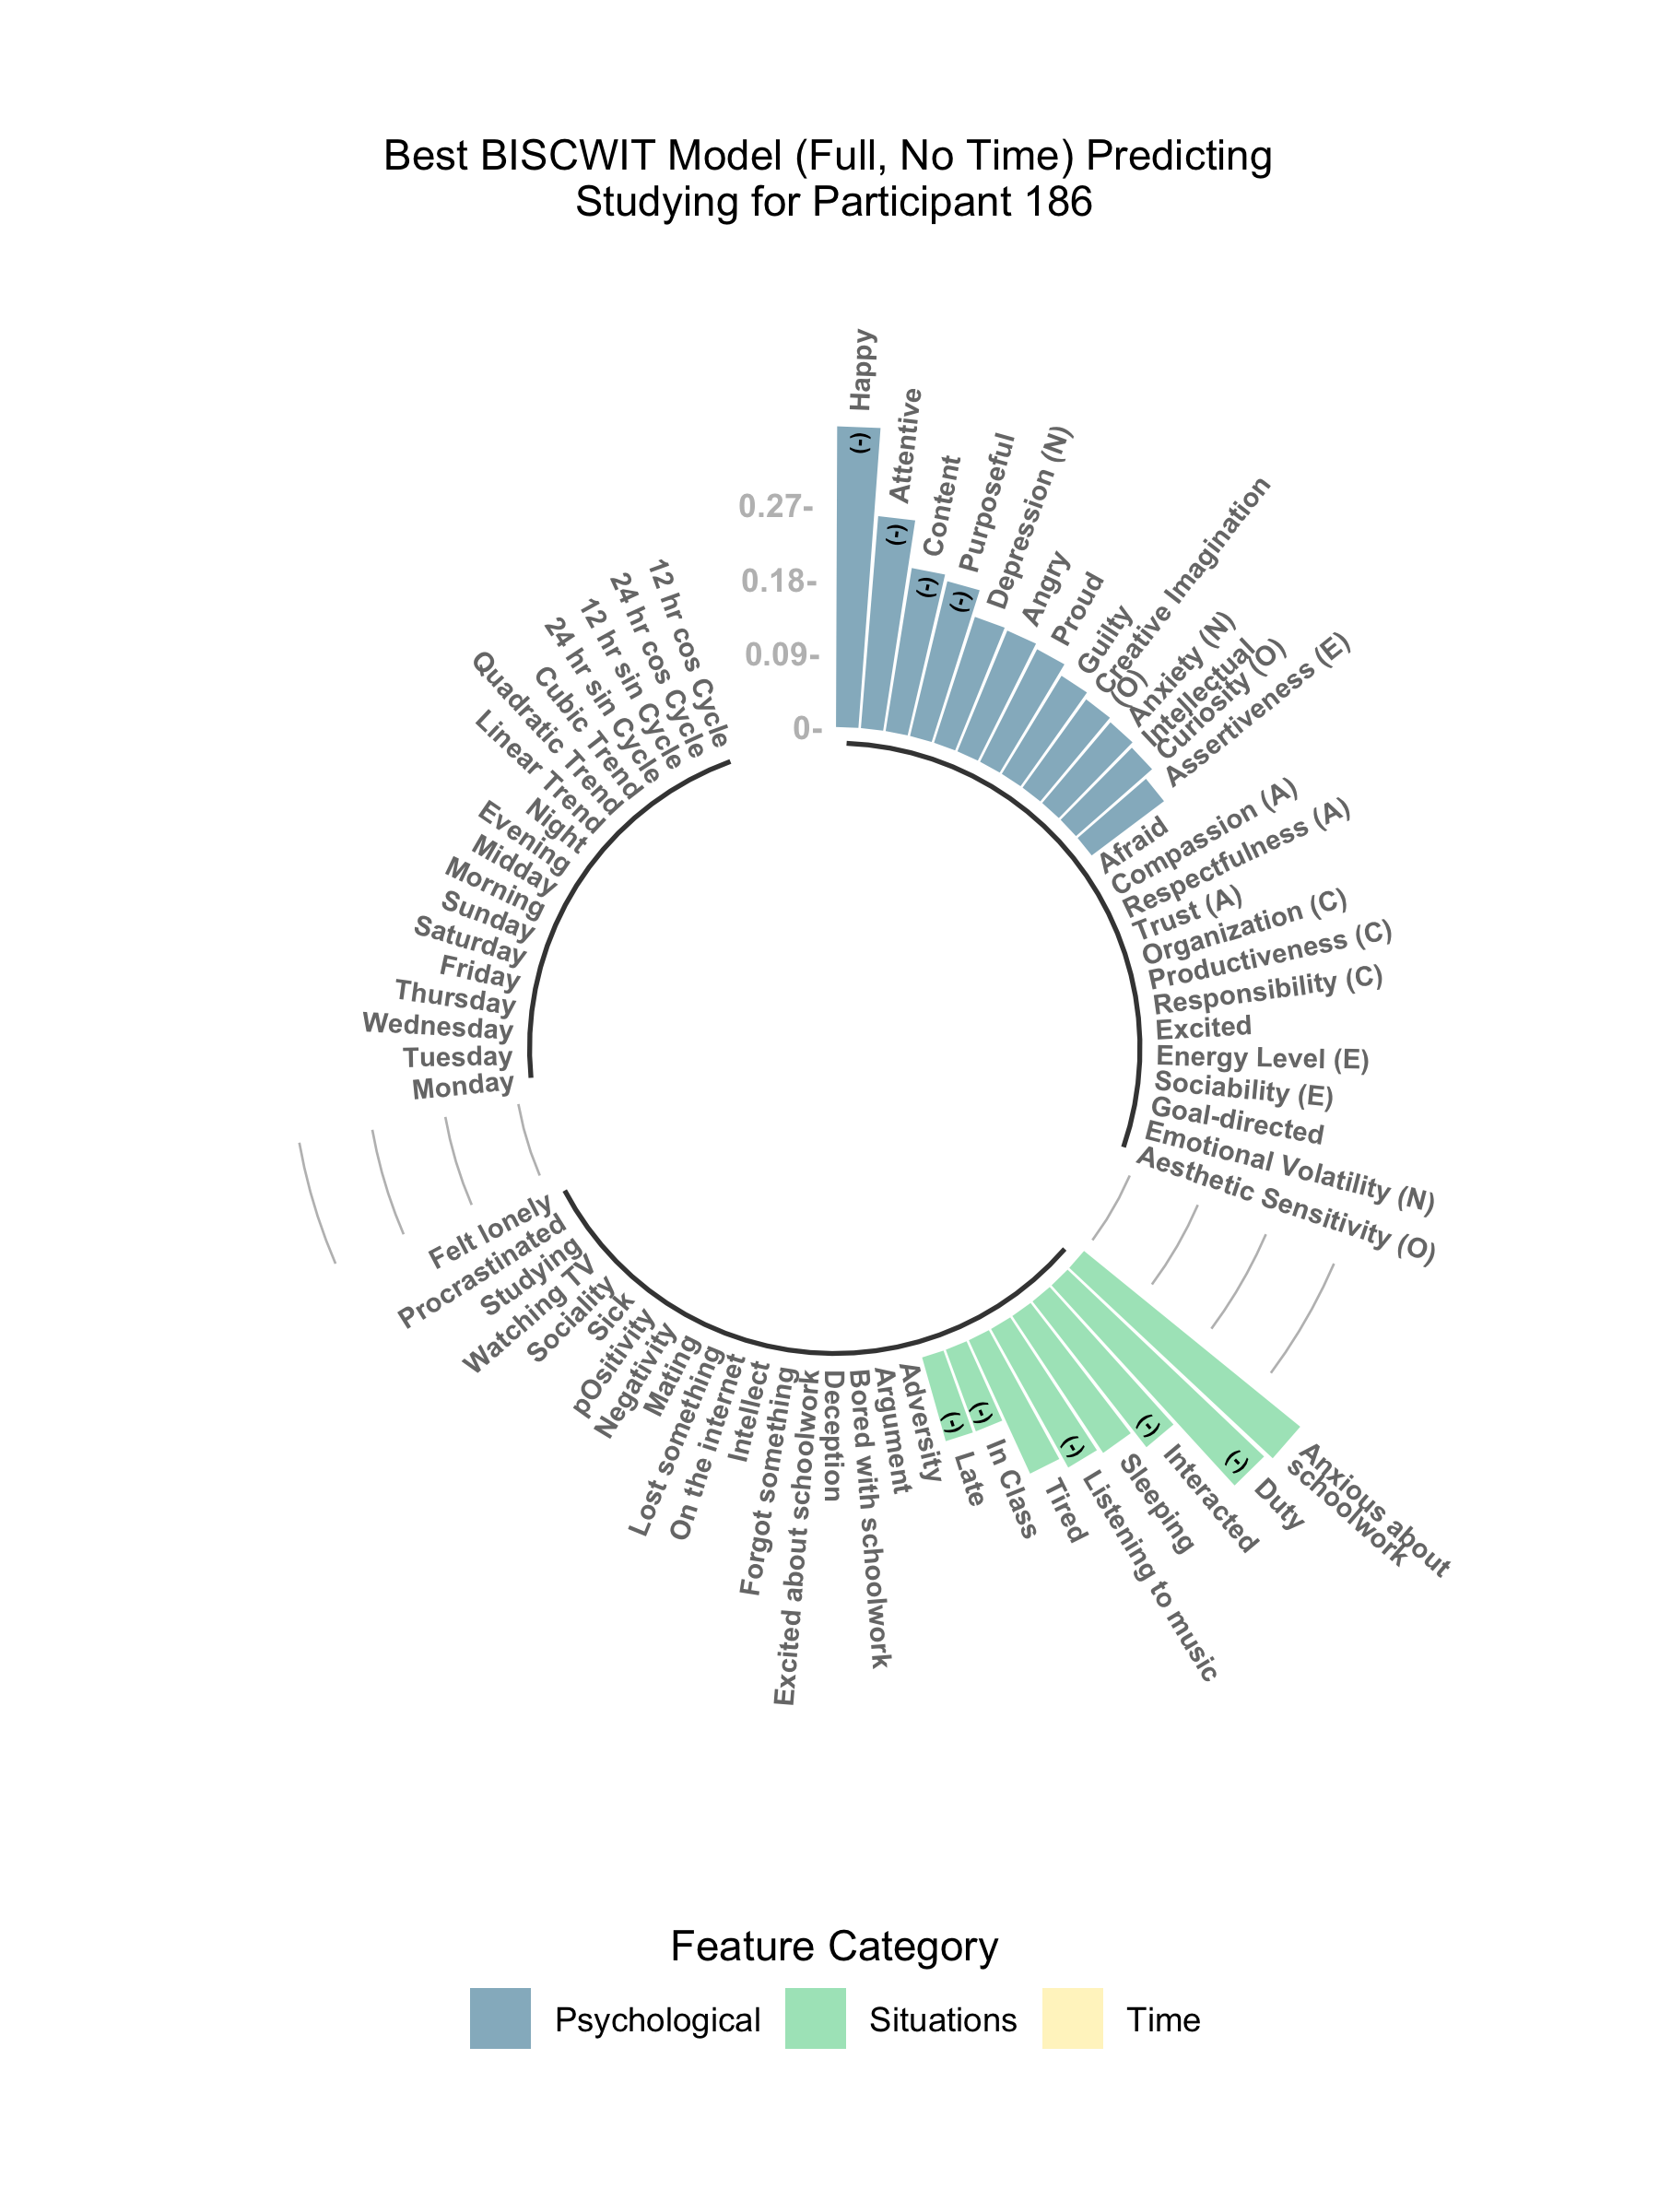 Best BISCWIT Model (Full, No Time) Predicting
Studying for Participant 186
0.27-
0.18-
0.09-
0-
Happy
(-)
Attentive
(-)
Content
(-)
Purposeful
(-)
Depression (N)
Angry
Proud
Guilty
Creative Imagination
(O)
Anxiety (N)
Intellectual
Curiosity (O)
Assertiveness (E)
Afraid
Compassion (A)
Respectfulness (A)
Trust (A)
Organization (C)
Productiveness (C)
Responsibility (C)
Excited
Energy Level (E)
Sociability (E)
Goal-directed
Emotional Volatility (N)
Aesthetic Sensitivity (O)
Anxious about
schoolwork
Duty
(-)
Interacted
(-)
Sleeping
Listening to music
(-)
Tired
In Class
(-)
Late
(-)
Adversity
Argument
Bored with schoolwork
Deception
Excited about schoolwork
Forgot something
Intellect
On the internet
Lost something
Mating
Negativity
pOsitivity
Sick
Sociality
Watching TV
Studying
Procrastinated
Felt lonely
Monday
Tuesday
Wednesday
Thursday
Friday
Saturday
Sunday
Morning
Midday
Evening
Night
Linear Trend
Quadratic Trend
Cubic Trend
24 hr sin Cycle
12 hr sin Cycle
24 hr cos Cycle
12 hr cos Cycle
Feature Category
Psychological
Situations
Time